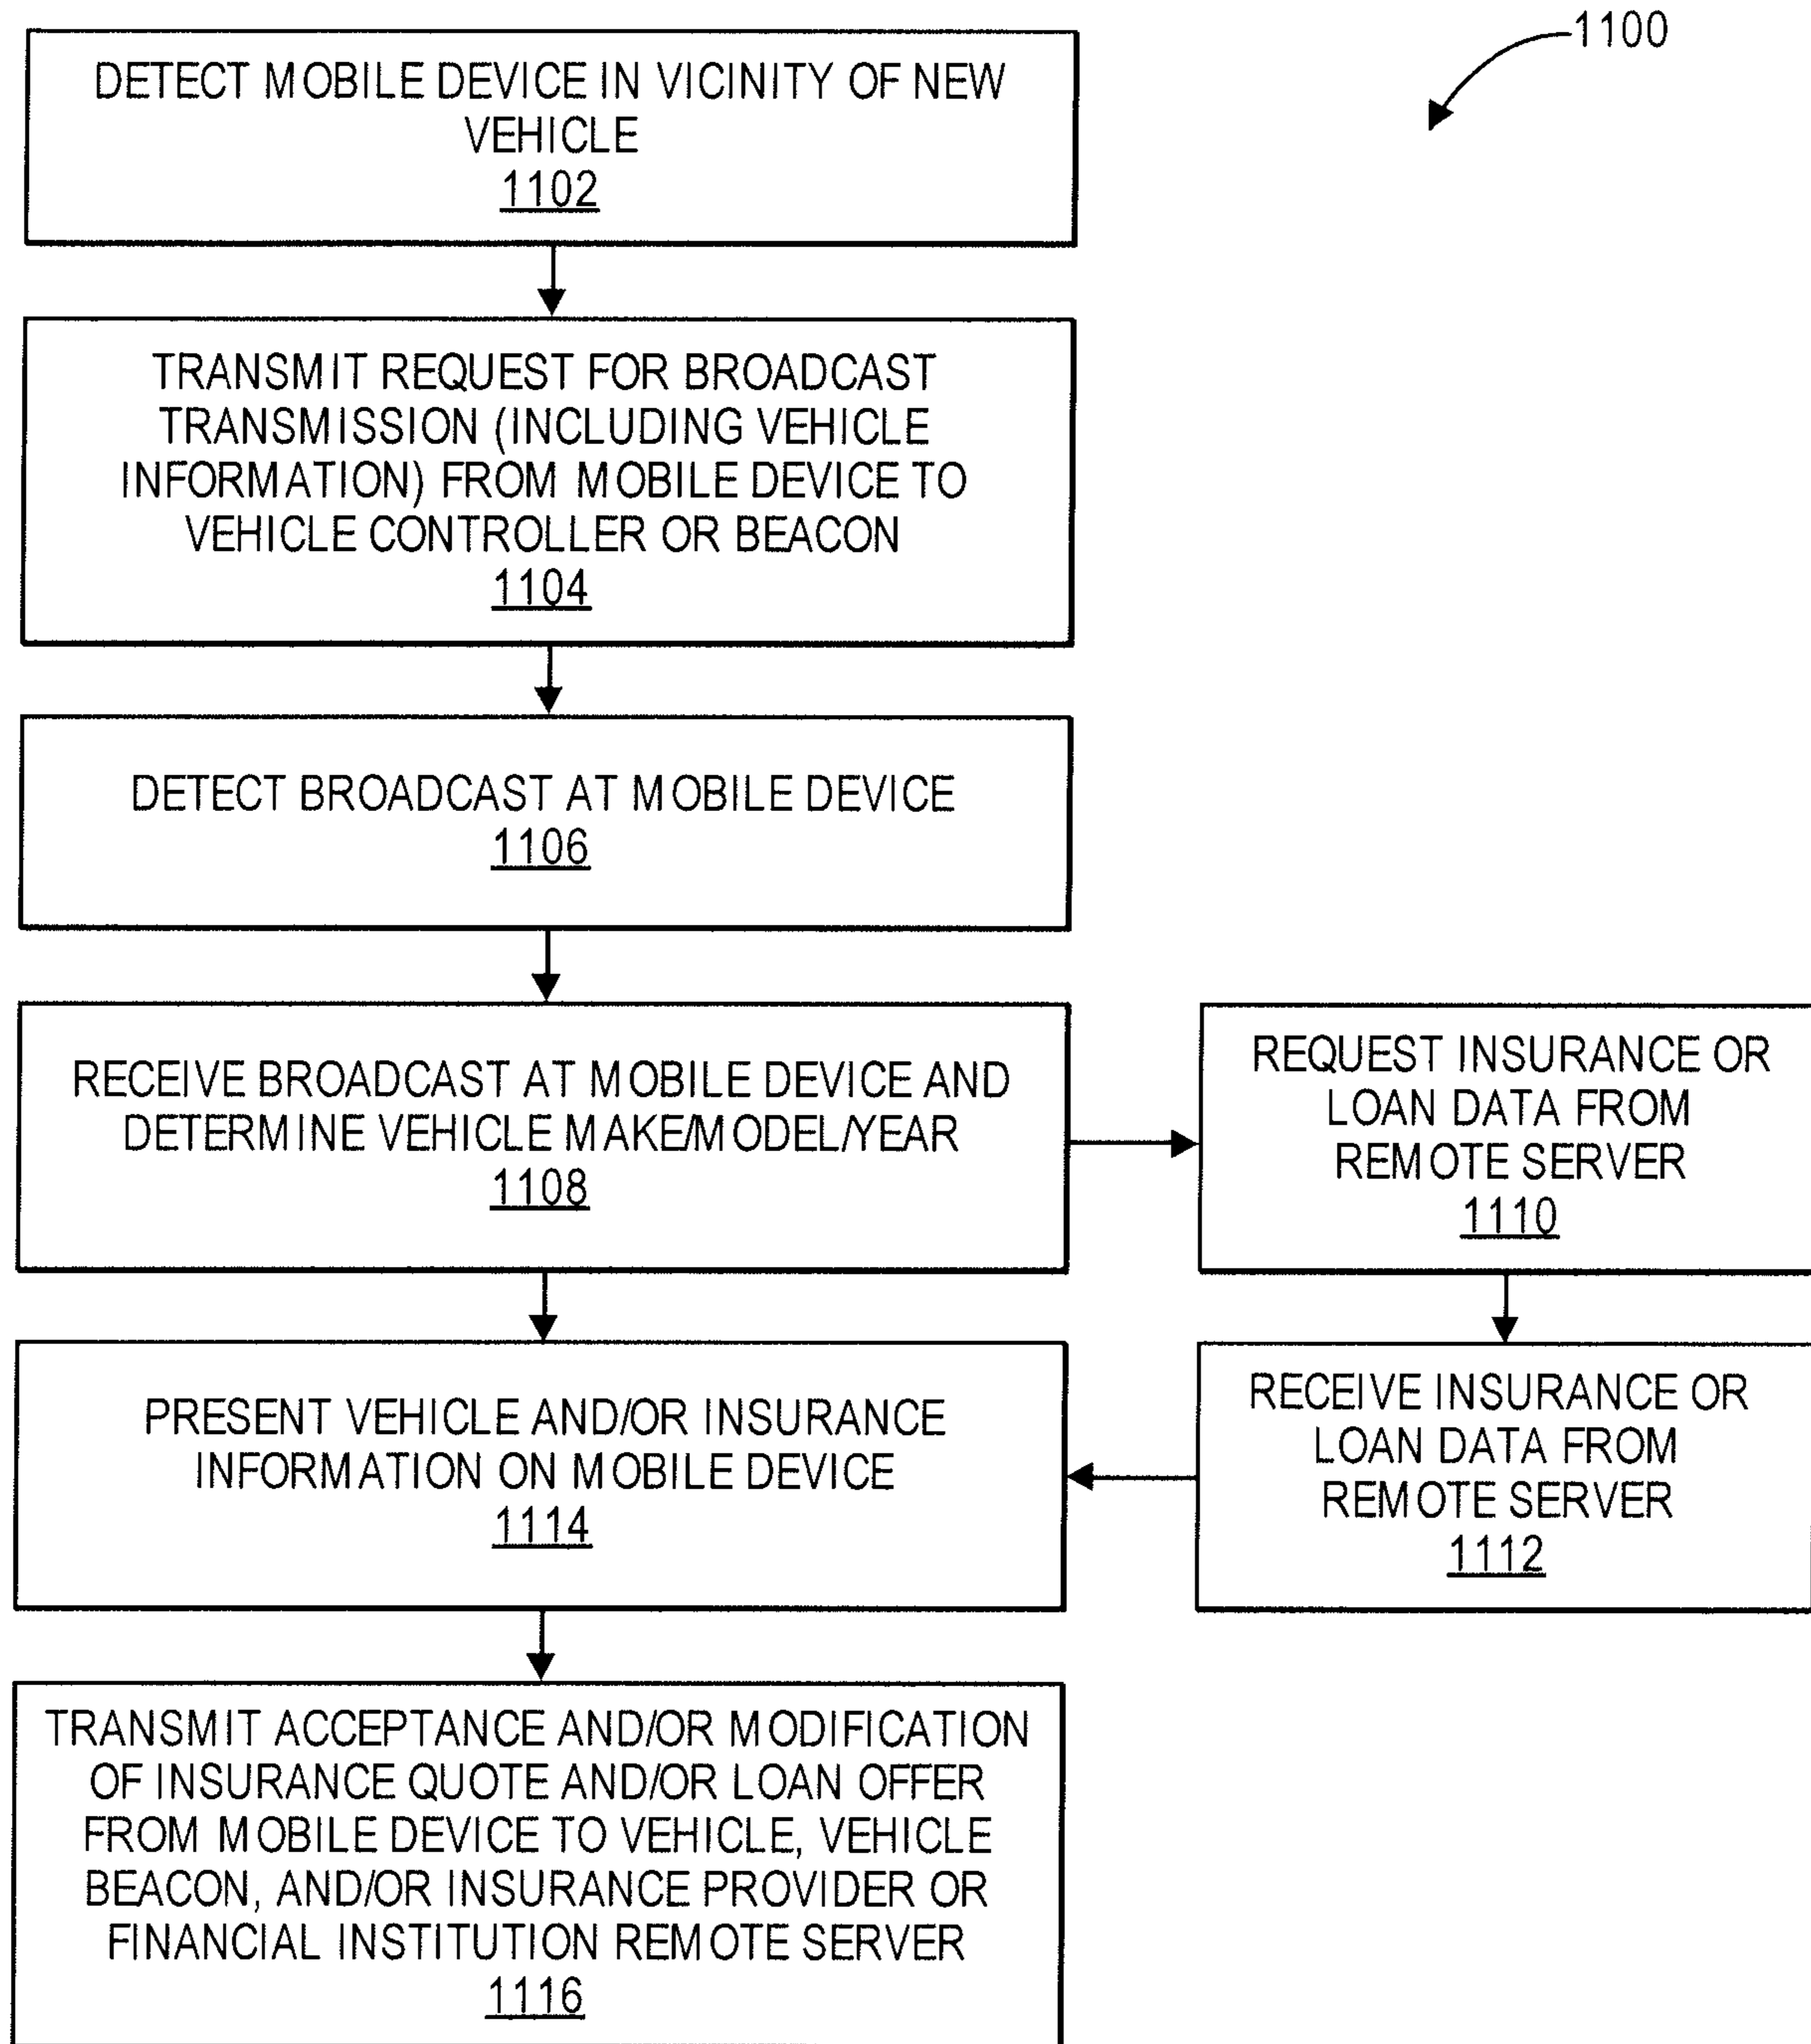 1100
DETECT MOBILE DEVICE IN VICINITY OF NEW
VEHICLE
1102
TRANSMIT REQUEST FOR BROADCAST
TRANSMISSION (INCLUDING VEHICLE
INFORMATION) FROM MOBILE DEVICE TO
VEHICLE CONTROLLER OR BEACON
1104
DETECT BROADCAST AT MOBILE DEVICE
1106
RECEIVE BROADCAST AT MOBILE DEVICE AND
DETERMINE VEHICLE MAKE/MODEL/YEAR
1108
REQUEST INSURANCE OR
LOAN DATA FROM
REMOTE SERVER
1110
RECEIVE INSURANCE OR
LOAN DATA FROM
REMOTE SERVER
1112
PRESENT VEHICLE AND/OR INSURANCE
INFORMATION ON MOBILE DEVICE
1114
TRANSMIT ACCEPTANCE AND/OR MODIFICATION
OF INSURANCE QUOTE AND/OR LOAN OFFER
FROM MOBILE DEVICE TO VEHICLE, VEHICLE
BEACON, AND/OR INSURANCE PROVIDER OR
FINANCIAL INSTITUTION REMOTE SERVER
1116